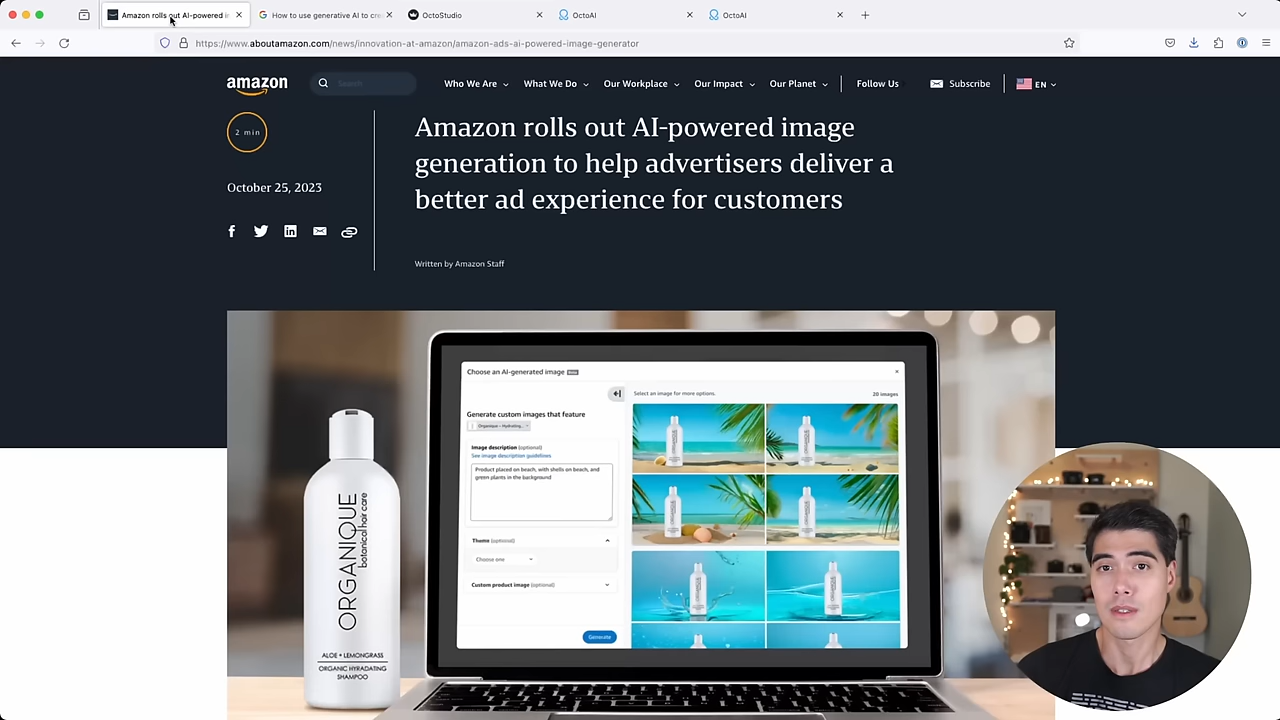 Amazon rolls out AI-powered i
How to use generative AI to cre
OctoStudio
OctoAI
OctoAI
https://www.aboutamazon.com/news/innovation-at-amazon/amazon-ads-ai-powered-image-generator
amazon
Search
Who We Are
What We Do
Our Workplace
Our Impact
Our Planet
Follow Us
Subscribe
EN
2 min
October 25, 2023
Amazon rolls out AI-powered image
generation to help advertisers deliver a
better ad experience for customers
Written by Amazon Staff
ORGANIQUE
botanical hair care
ALOE + LEMONGRASS
ORGANIC HYRADATING
SHAMPOO
Choose an AI-generated image
Generate custom images that feature
Organique – Hydrating...
Image description (optional)
See image description guidelines
Product placed on beach, with shells on beach, and
green plants in the background
Theme (optional)
Choose one
Custom product image (optional)
Generate
Select an image for more options.
20 images